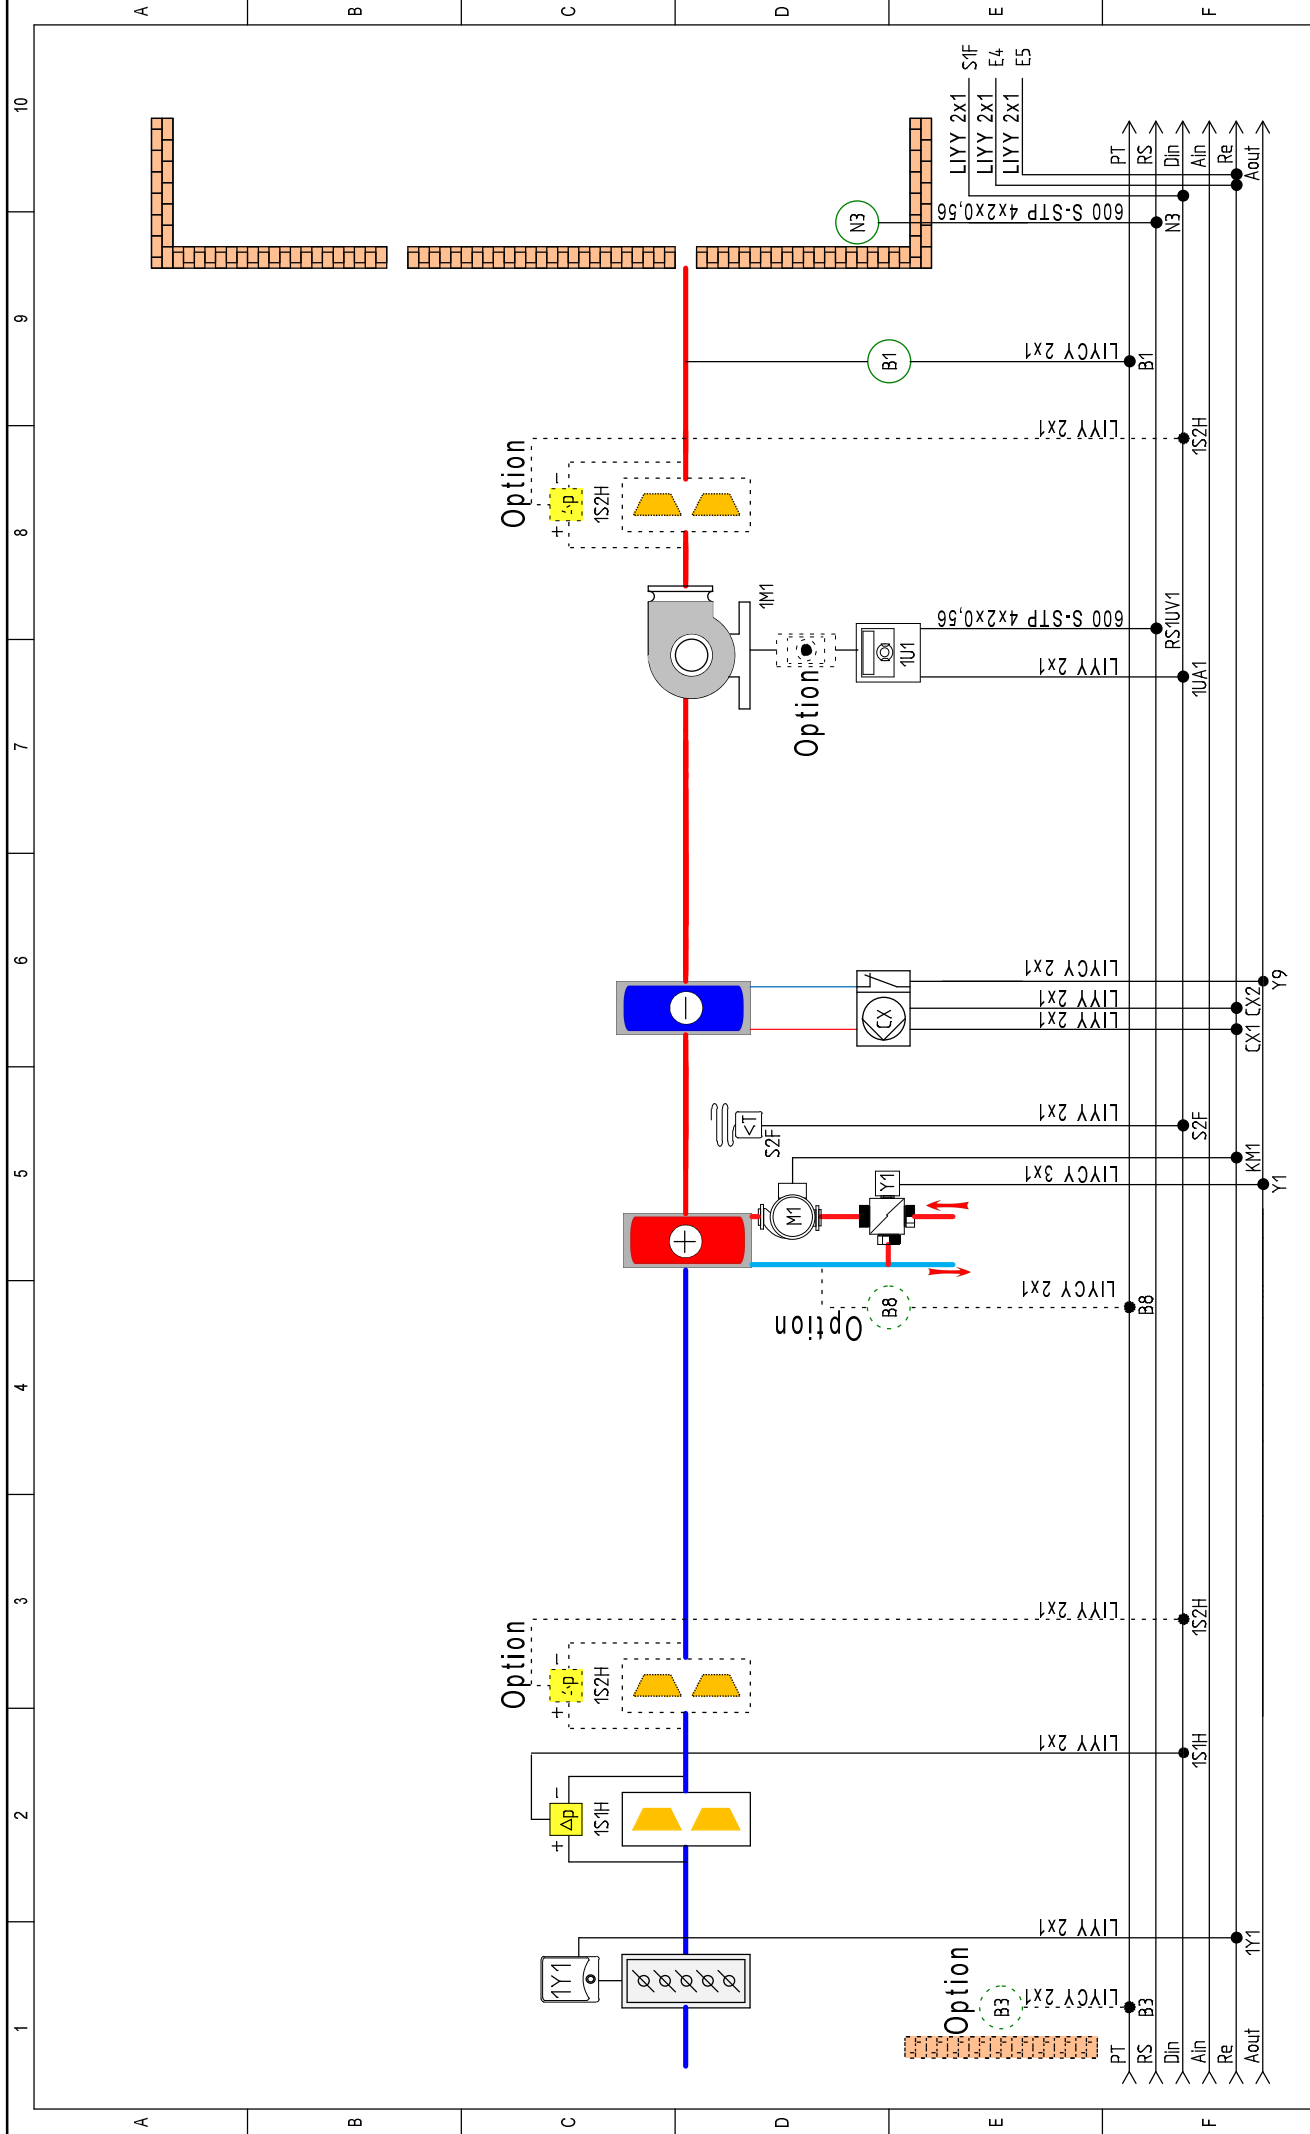 A
B
C
D
E
F
10
9
8
7
6
5
4
3
2
1
S1F
E4
E5
LIYY 2x1
LIYY 2x1
LIYY 2x1
PT
RS
Din
Ain
Re
Aout
N3
600 S-STP 4x2x0,56
N3
B1
LIYCY 2x1
B1
Option
+
-
1S2H
LIYY 2x1
1S2H
1M1
Option
1U1
600 S-STP 4x2x0,56
RS1UV1
LIYY 2x1
1UA1
CX
LIYCY 2x1
LIYY 2x1
LIYY 2x1
Y9
CX2
CX1
<T
S2F
LIYY 2x1
S2F
M1
KM1
Y1
LIYCY 3x1
Y1
Option
B8
LIYCY 2x1
B8
Option
+
-
1S2H
LIYY 2x1
1S2H
+
-
Δp
1S1H
LIYY 2x1
1S1H
1Y1
LIYY 2x1
1Y1
Option
B3
LIYCY 2x1
B3
PT
RS
Din
Ain
Re
Aout
A
B
C
D
E
F